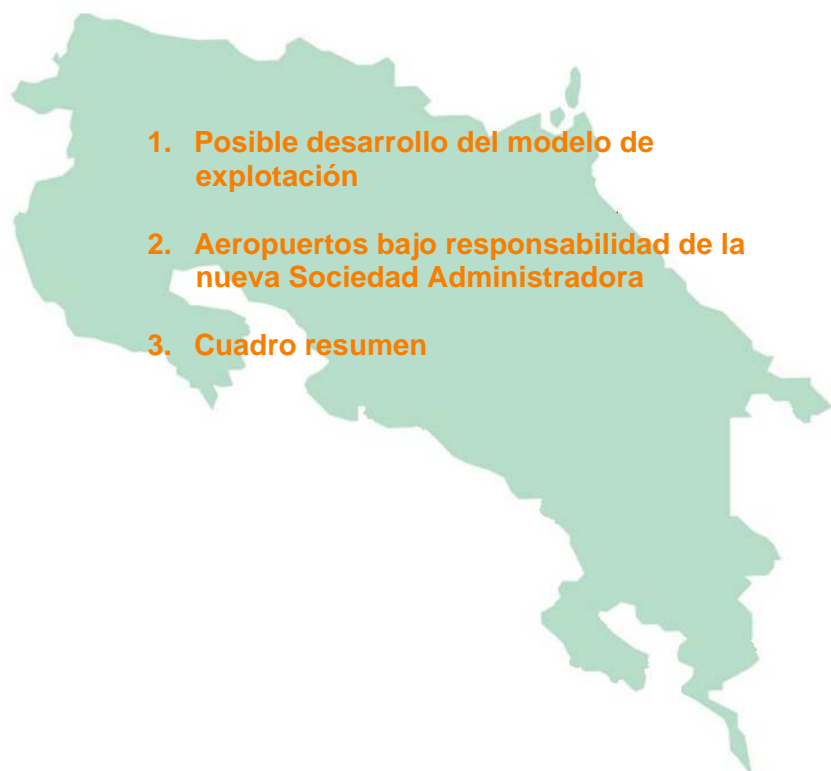 1. Posible desarrollo del modelo de
explotación
2. Aeropuertos bajo responsabilidad de la
nueva Sociedad Administradora
3. Cuadro resumen